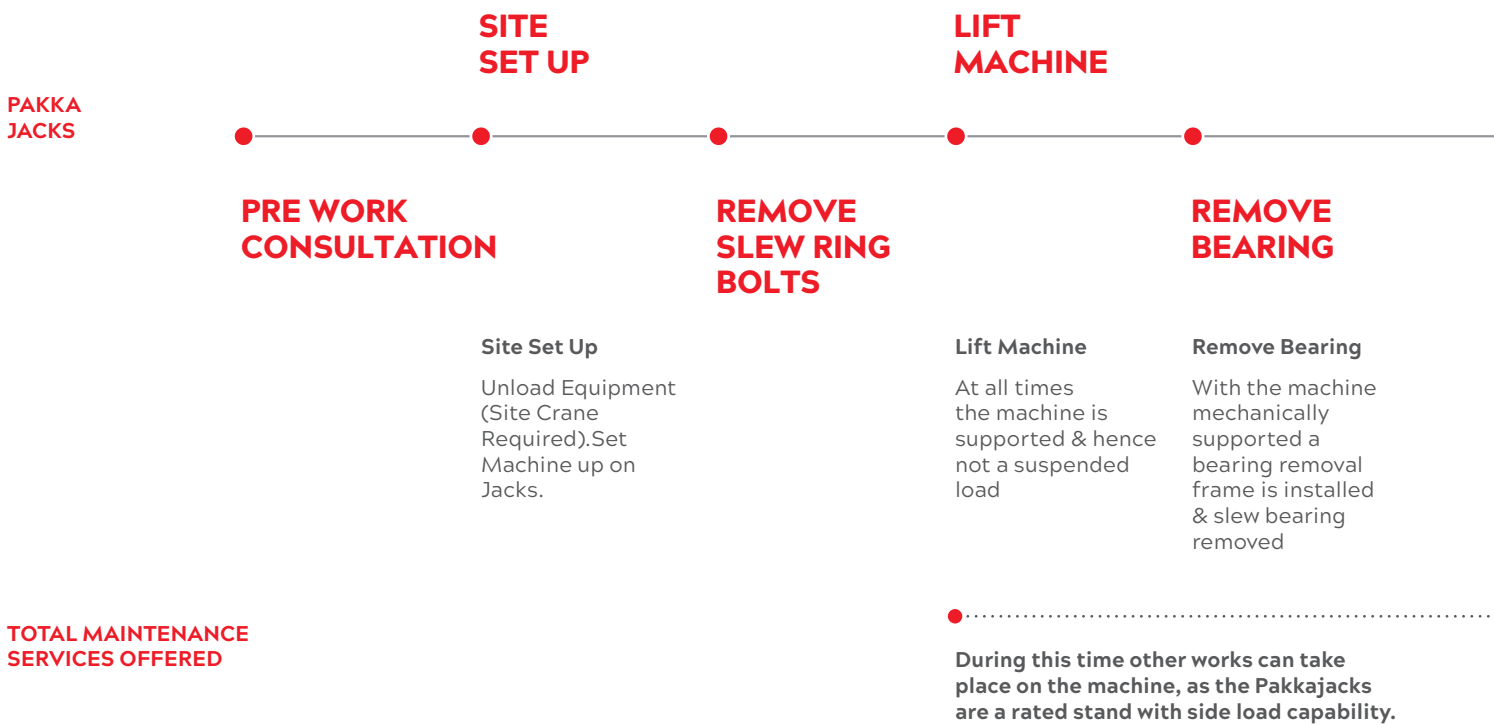 SITE
SET UP
LIFT
MACHINE
PAKKA
JACKS
PRE WORK
CONSULTATION
REMOVE
SLEW RING
BOLTS
REMOVE
BEARING
Site Set Up
Unload Equipment
(Site Crane
Required).Set
Machine up on
Jacks.
Lift Machine
At all times
the machine is
supported & hence
not a suspended
load
Remove Bearing
With the machine
mechanically
supported a
bearing removal
frame is installed
& slew bearing
removed
TOTAL MAINTENANCE
SERVICES OFFERED
During this time other works can take
place on the machine, as the Pakkajacks
are a rated stand with side load capability.